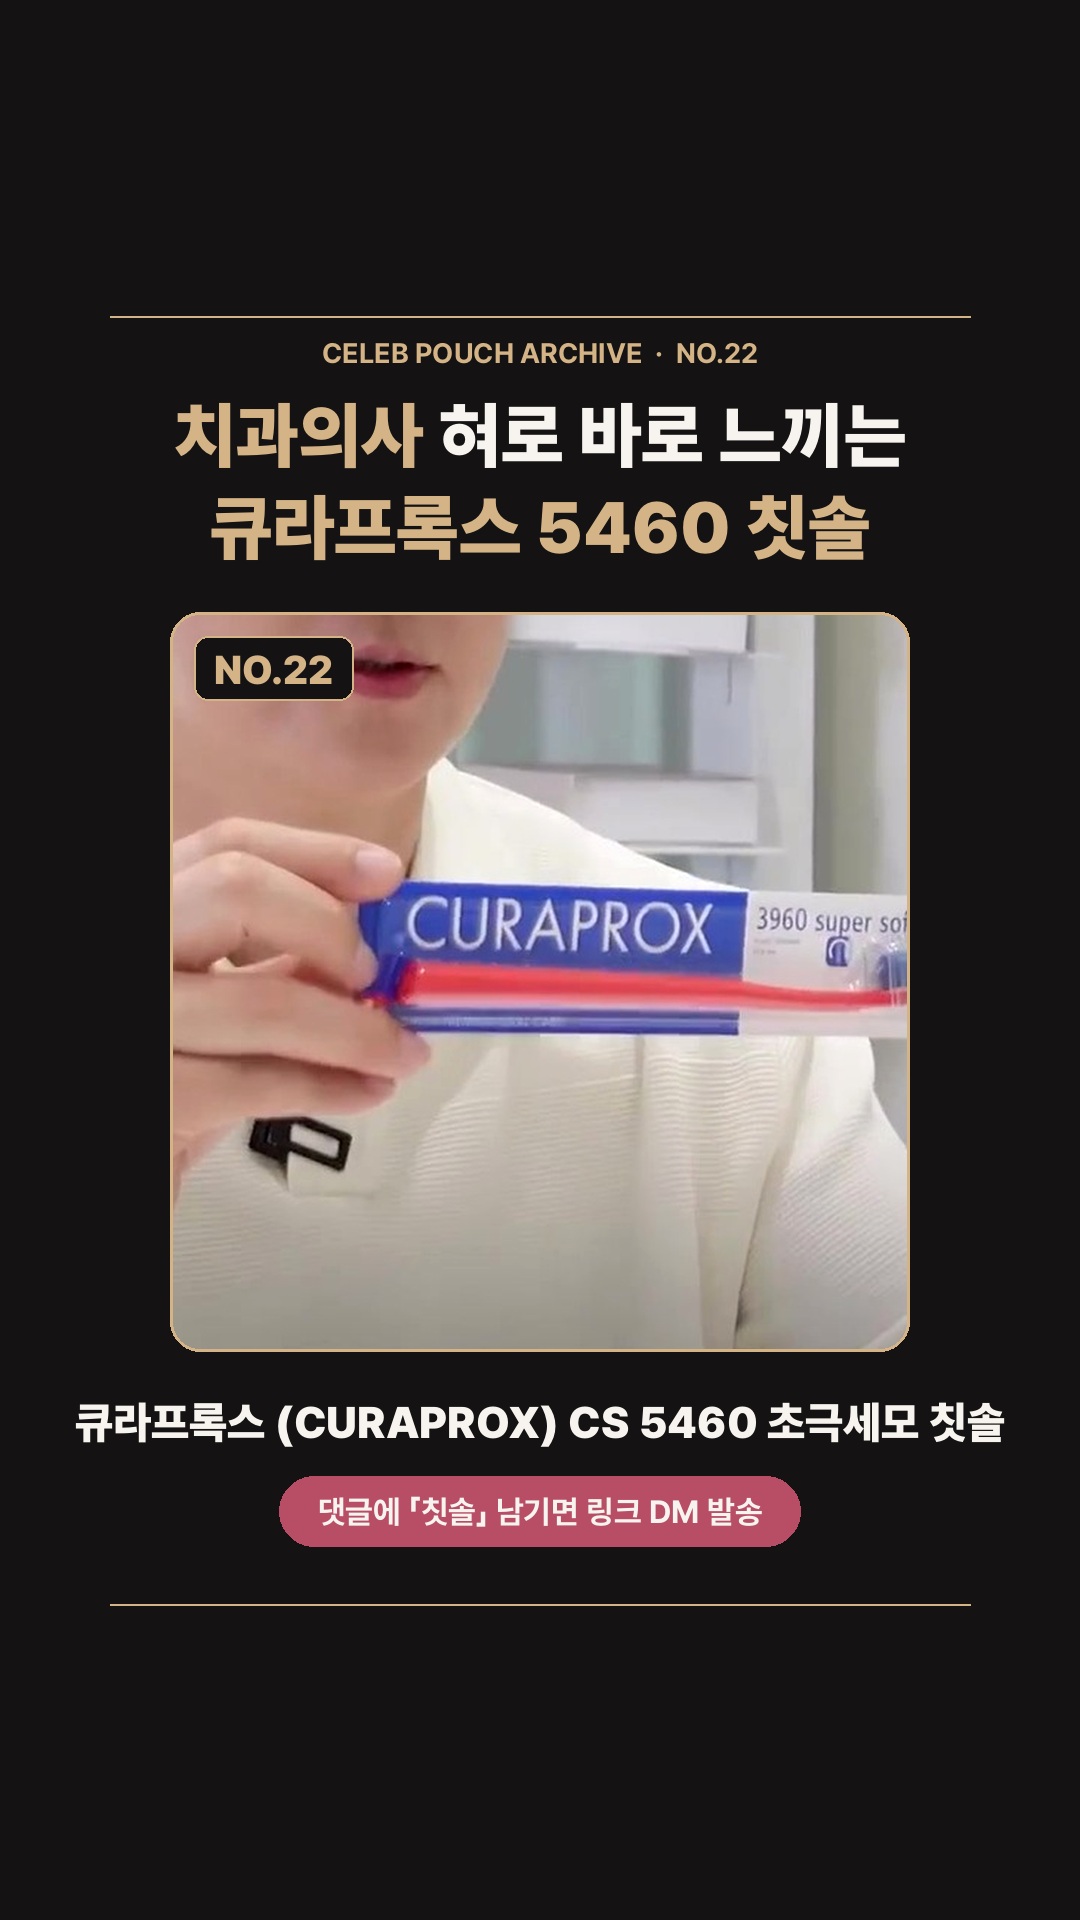 CELEB POUCH ARCHIVE · NO.22
치과의사 혀로 바로 느끼는
큐라프록스 5460 칫솔
NO.22
CURAPROX
3960 super sof
큐라프록스 (CURAPROX) CS 5460 초극세모 칫솔
댓글에 「칫솔」 남기면 링크 DM 발송